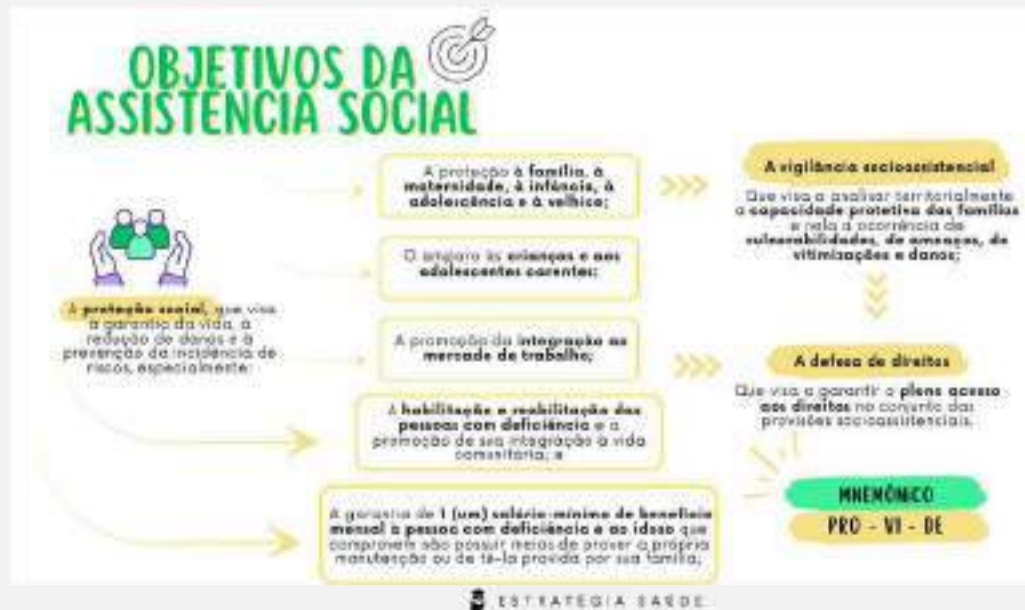 OBJETIVOS DA
ASSISTÊNCIA SOCIAL
A proteção social, que visa
à garantia da vida, à
redução de danos e à
prevenção da incidência de
riscos, especialmente:
A proteção à família, à
maternidade, à infância, à
adolescência e à velhice;
O amparo às crianças e aos
adolescentes carentes;
A promoção da integração ao
mercado de trabalho;
A habilitação e reabilitação das
pessoas com deficiência e a
promoção de sua integração à vida
comunitária; e
A garantia de 1 (um) salário-mínimo de benefício
mensal à pessoa com deficiência e ao idoso que
comprovem não possuir meios de prover a própria
manutenção ou de tê-la provida por sua família;
A vigilância socioassistencial
Que visa a analisar territorialmente
a capacidade protetiva das famílias
e nela a ocorrência de
vulnerabilidades, de ameaças, de
vitimizações e danos;
A defesa de direitos
Que visa a garantir o pleno acesso
aos direitos no conjunto das
provisões socioassistenciais.
MNEMÔNICO
PRO - VI - DE
ESTRATÉGIA SAÚDE